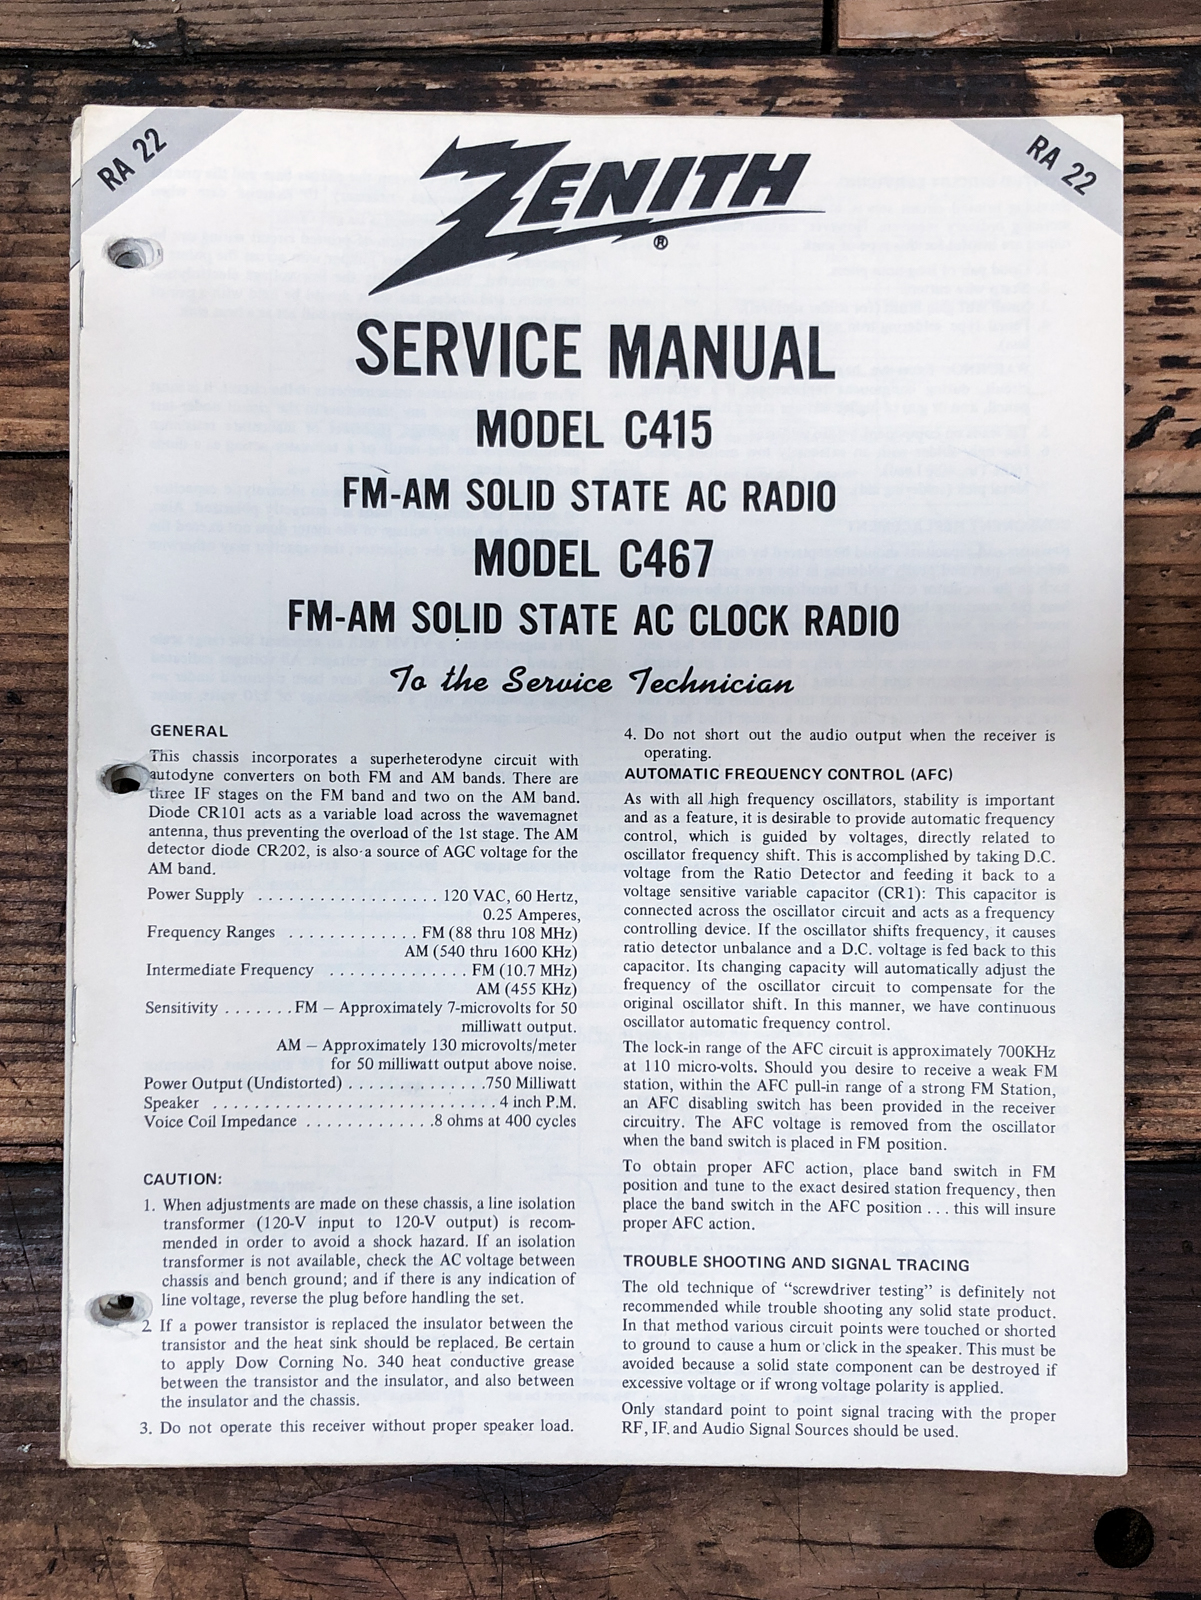 RA 22
RA 22
ZENITH
®
SERVICE MANUAL
MODEL C415
FM-AM SOLID STATE AC RADIO
MODEL C467
FM-AM SOLID STATE AC CLOCK RADIO
To the Service Technician
GENERAL
This chassis incorporates a superheterodyne circuit with
autodyne converters on both FM and AM bands. There are
three IF stages on the FM band and two on the AM band.
Diode CR101 acts as a variable load across the wavemagnet
antenna, thus preventing the overload of the 1st stage. The AM
detector diode CR202, is also a source of AGC voltage for the
AM band.
Power Supply . . . . . . . . . . . . . . . . . . 120 VAC, 60 Hertz,
0.25 Amperes,
Frequency Ranges . . . . . . . . . . . . . FM (88 thru 108 MHz)
AM (540 thru 1600 KHz)
Intermediate Frequency . . . . . . . . . . . . . . FM (10.7 MHz)
AM (455 KHz)
Sensitivity . . . . . . . FM – Approximately 7-microvolts for 50
milliwatt output.
AM – Approximately 130 microvolts/meter
for 50 milliwatt output above noise.
Power Output (Undistorted) . . . . . . . . . . . . . .750 Milliwatt
Speaker . . . . . . . . . . . . . . . . . . . . . . . . . . . . 4 inch P.M.
Voice Coil Impedance . . . . . . . . . . . . .8 ohms at 400 cycles
CAUTION:
1. When adjustments are made on these chassis, a line isolation
transformer (120-V input to 120-V output) is recom-
mended in order to avoid a shock hazard. If an isolation
transformer is not available, check the AC voltage between
chassis and bench ground; and if there is any indication of
line voltage, reverse the plug before handling the set.
2. If a power transistor is replaced the insulator between the
transistor and the heat sink should be replaced. Be certain
to apply Dow Corning No. 340 heat conductive grease
between the transistor and the insulator, and also between
the insulator and the chassis.
3. Do not operate this receiver without proper speaker load.
4. Do not short out the audio output when the receiver is
operating.
AUTOMATIC FREQUENCY CONTROL (AFC)
As with all high frequency oscillators, stability is important
and as a feature, it is desirable to provide automatic frequency
control, which is guided by voltages, directly related to
oscillator frequency shift. This is accomplished by taking D.C.
voltage from the Ratio Detector and feeding it back to a
voltage sensitive variable capacitor (CR1): This capacitor is
connected across the oscillator circuit and acts as a frequency
controlling device. If the oscillator shifts frequency, it causes
ratio detector unbalance and a D.C. voltage is fed back to this
capacitor. Its changing capacity will automatically adjust the
frequency of the oscillator circuit to compensate for the
original oscillator shift. In this manner, we have continuous
oscillator automatic frequency control.
The lock-in range of the AFC circuit is approximately 700KHz
at 110 micro-volts. Should you desire to receive a weak FM
station, within the AFC pull-in range of a strong FM Station,
an AFC disabling switch has been provided in the receiver
circuitry. The AFC voltage is removed from the oscillator
when the band switch is placed in FM position.
To obtain proper AFC action, place band switch in FM
position and tune to the exact desired station frequency, then
place the band switch in the AFC position . . . this will insure
proper AFC action.
TROUBLE SHOOTING AND SIGNAL TRACING
The old technique of “screwdriver testing” is definitely not
recommended while trouble shooting any solid state product.
In that method various circuit points were touched or shorted
to ground to cause a hum or click in the speaker. This must be
avoided because a solid state component can be destroyed if
excessive voltage or if wrong voltage polarity is applied.
Only standard point to point signal tracing with the proper
RF, IF, and Audio Signal Sources should be used.